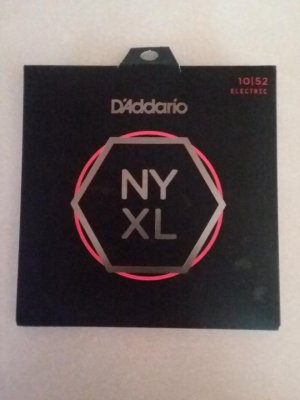 10|52
ELECTRIC
D'Addario
NY
XL